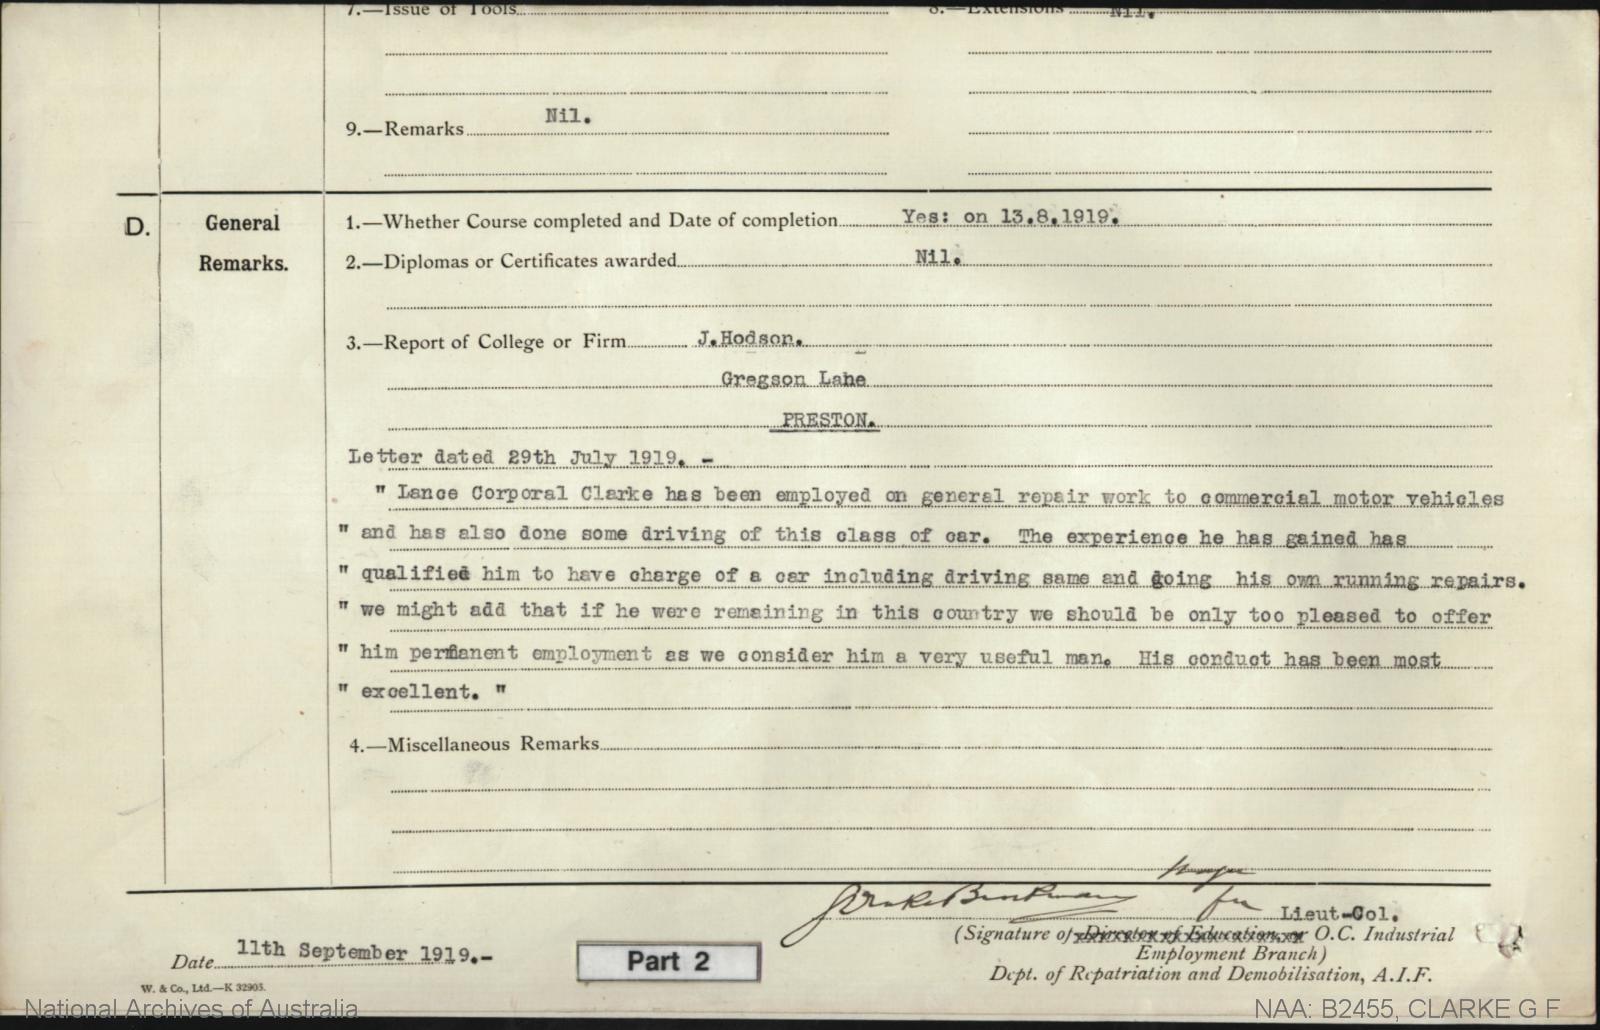 7.—Issue of Tools
8.—Extensions Nil.
9.—Remarks Nil.
D.
General
Remarks.
1.—Whether Course completed and Date of completion Yes: on 13.8.1919.
2.—Diplomas or Certificates awarded Nil.
3.—Report of College or Firm J.Hodson.
Gregson Lane
PRESTON.
Letter dated 29th July 1919. -
" Lance Corporal Clarke has been employed on general repair work to commercial motor vehicles
" and has also done some driving of this class of car. The experience he has gained has
" qualified him to have charge of a car including driving same and doing his own running repairs.
" we might add that if he were remaining in this country we should be only too pleased to offer
" him permanent employment as we consider him a very useful man. His conduct has been most
" excellent. "
4.—Miscellaneous Remarks
Major
for Lieut-Col.
(Signature of Director of Education, or O.C. Industrial
Employment Branch)
Dept. of Repatriation and Demobilisation, A.I.F.
Date 11th September 1919.-
Part 2
W. & Co., Ltd.—K 32905.
National Archives of Australia
NAA: B2455, CLARKE G F